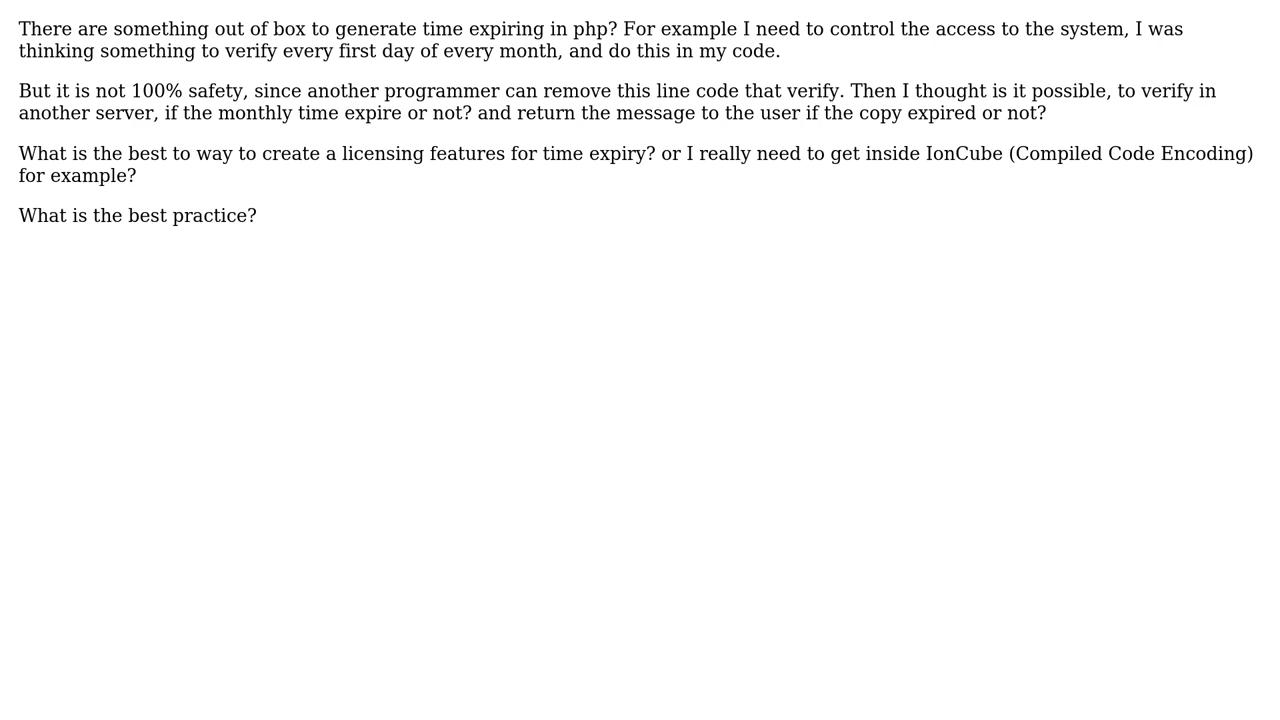 There are something out of box to generate time expiring in php? For example I need to control the access to the system, I was
thinking something to verify every first day of every month, and do this in my code.
But it is not 100% safety, since another programmer can remove this line code that verify. Then I thought is it possible, to verify in
another server, if the monthly time expire or not? and return the message to the user if the copy expired or not?
What is the best to way to create a licensing features for time expiry? or I really need to get inside IonCube (Compiled Code Encoding)
for example?
What is the best practice?